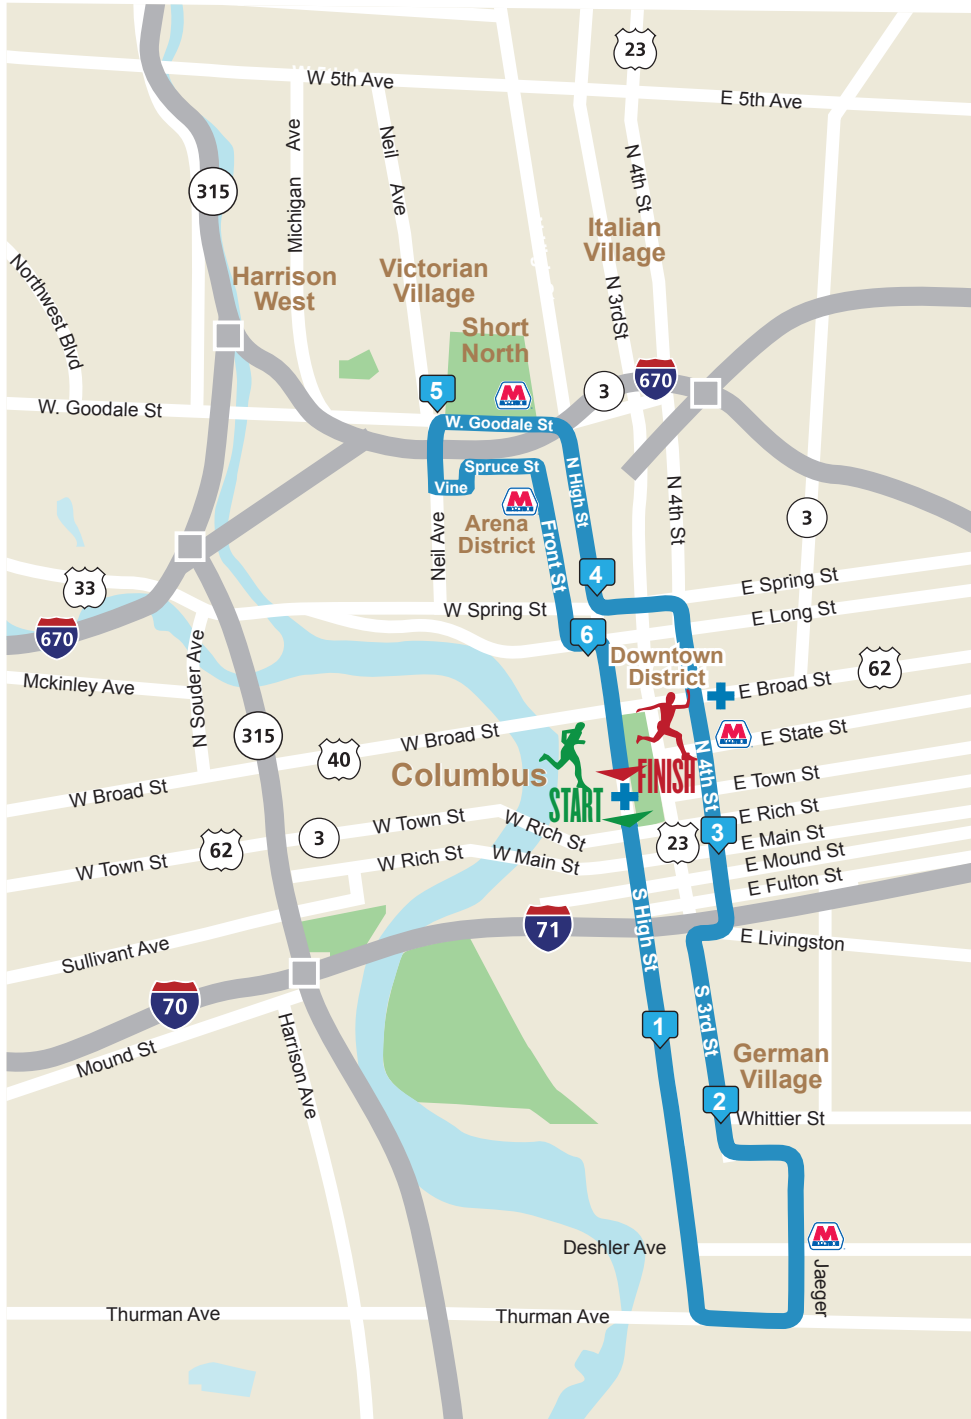 23
W 5th Ave
E 5th Ave
Michigan Ave
Neil Ave
N 4th St
315
Italian
Village
Harrison
West
Victorian
Village
Northwest Blvd
N 3rdSt
Short
North
670
3
5
W. Goodale St
W. Goodale St
M
Spruce St
Vine
N High St
N 4th St
M
3
Arena
District
Front St
Neil Ave
4
E Spring St
33
W Spring St
E Long St
670
6
Downtown
District
62
N Souder Ave
Mckinley Ave
E Broad St
315
W Broad St
40
M
E State St
N 4th St
Columbus
FINISH
START
E Town St
W Broad St
W Town St
W Rich St
E Rich St
3
62
3
23
E Main St
W Town St
W Rich St
W Main St
E Mound St
E Fulton St
S High St
71
E Livingston
Sullivant Ave
70
S 3rd St
1
Mound St
Harrison Ave
German
Village
2
Whittier St
M
Deshler Ave
Jaeger
Thurman Ave
Thurman Ave